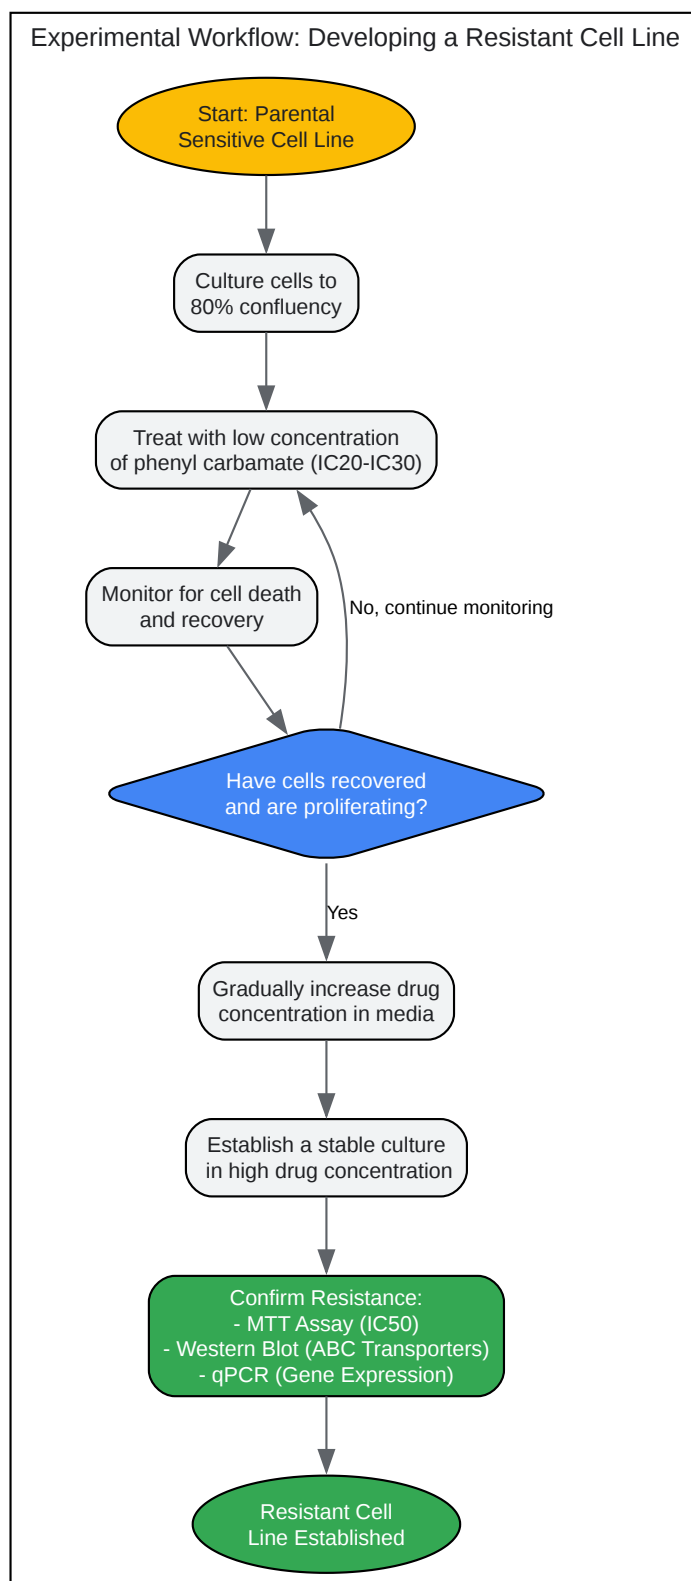 Experimental Workflow: Developing a Resistant Cell Line
Start: Parental
Sensitive Cell Line
Culture cells to
80% confluency
Treat with low concentration
of phenyl carbamate (IC20-IC30)
Monitor for cell death
and recovery
No, continue monitoring
Have cells recovered
and are proliferating?
Yes
Gradually increase drug
concentration in media
Establish a stable culture
in high drug concentration
Confirm Resistance:
- MTT Assay (IC50)
- Western Blot (ABC Transporters)
- qPCR (Gene Expression)
Resistant Cell
Line Established